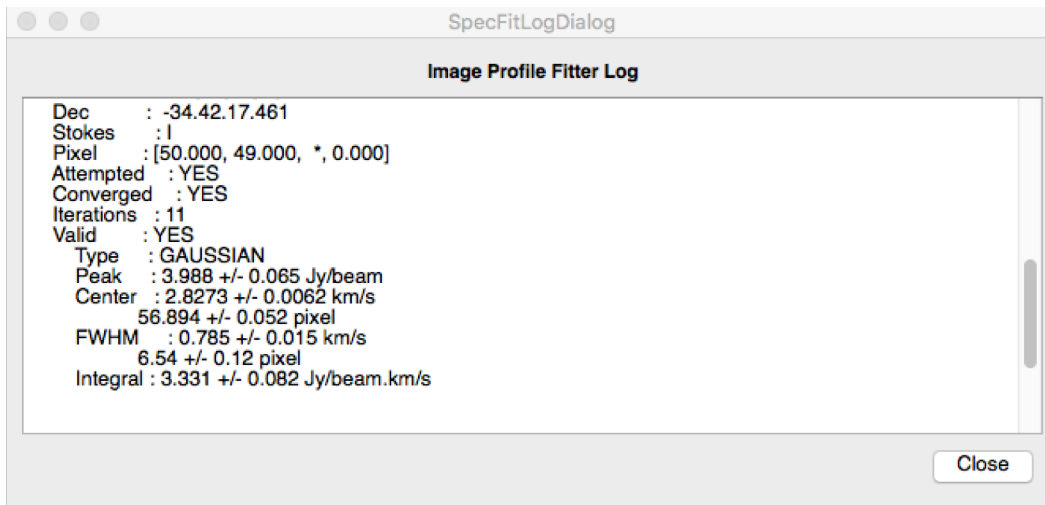 SpecFitLogDialog
Image Profile Fitter Log
Dec : -34.42.17.461
Stokes : I
Pixel : [50.000, 49.000, *, 0.000]
Attempted : YES
Converged : YES
Iterations : 11
Valid : YES
Type : GAUSSIAN
Peak : 3.988 +/- 0.065 Jy/beam
Center : 2.8273 +/- 0.0062 km/s
56.894 +/- 0.052 pixel
FWHM : 0.785 +/- 0.015 km/s
6.54 +/- 0.12 pixel
Integral : 3.331 +/- 0.082 Jy/beam.km/s
Close